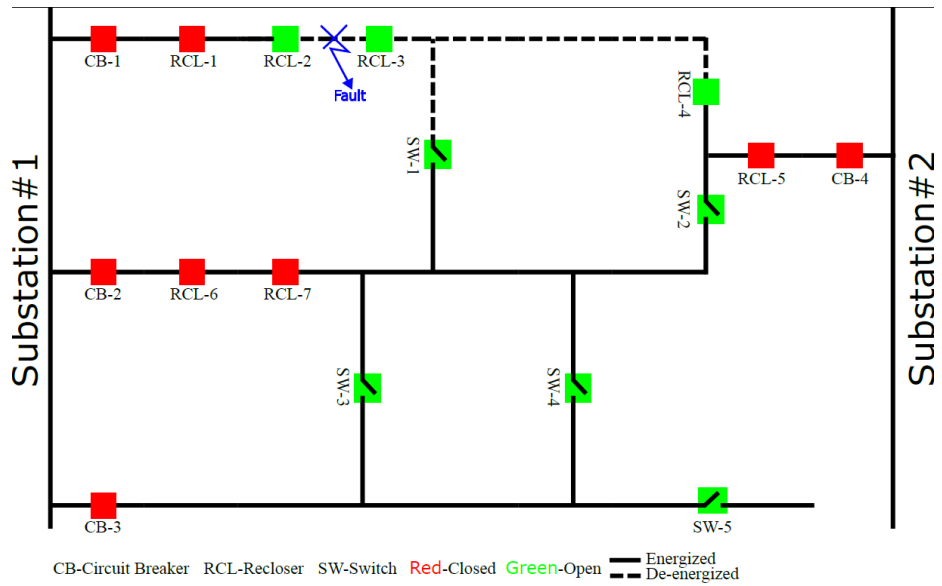 CB-1
RCL-1
RCL-2
RCL-3
Fault
RCL-4
SW-1
RCL-5
CB-4
SW-2
Substation#1
Substation#2
CB-2
RCL-6
RCL-7
SW-3
SW-4
CB-3
SW-5
CB-Circuit Breaker RCL-Recloser SW-Switch Red-Closed Green-Open Energized
De-energized